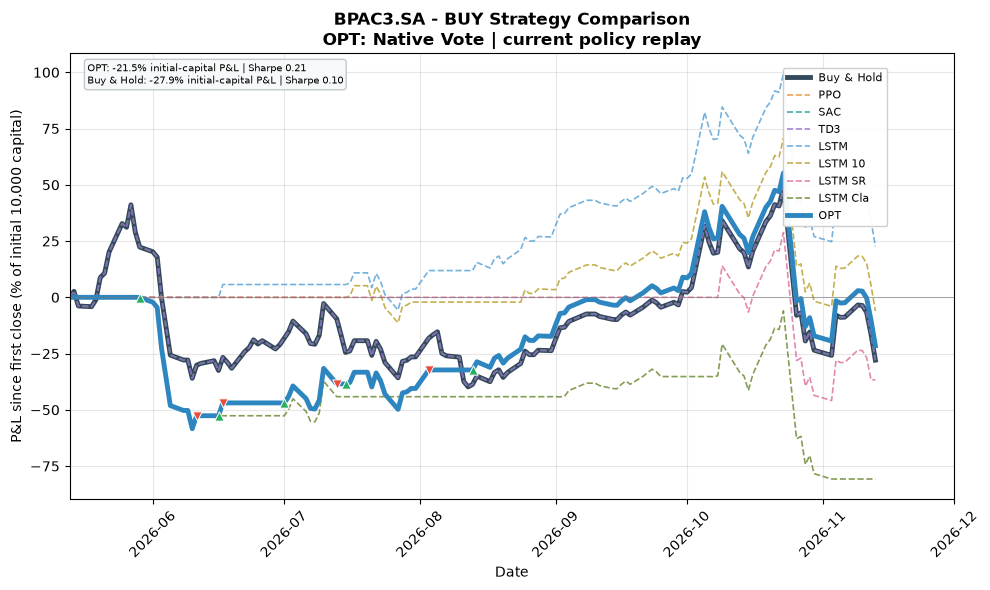 BPAC3.SA - BUY Strategy Comparison
OPT: Native Vote | current policy replay
OPT: -21.5% initial-capital P&L | Sharpe 0.21
Buy & Hold: -27.9% initial-capital P&L | Sharpe 0.10
Buy & Hold
PPO
SAC
TD3
LSTM
LSTM 10
LSTM SR
LSTM Cla
OPT
P&L since first close (% of initial 10,000 capital)
100
75
50
25
0
−25
−50
−75
2026-06
2026-07
2026-08
2026-09
2026-10
2026-11
2026-12
Date